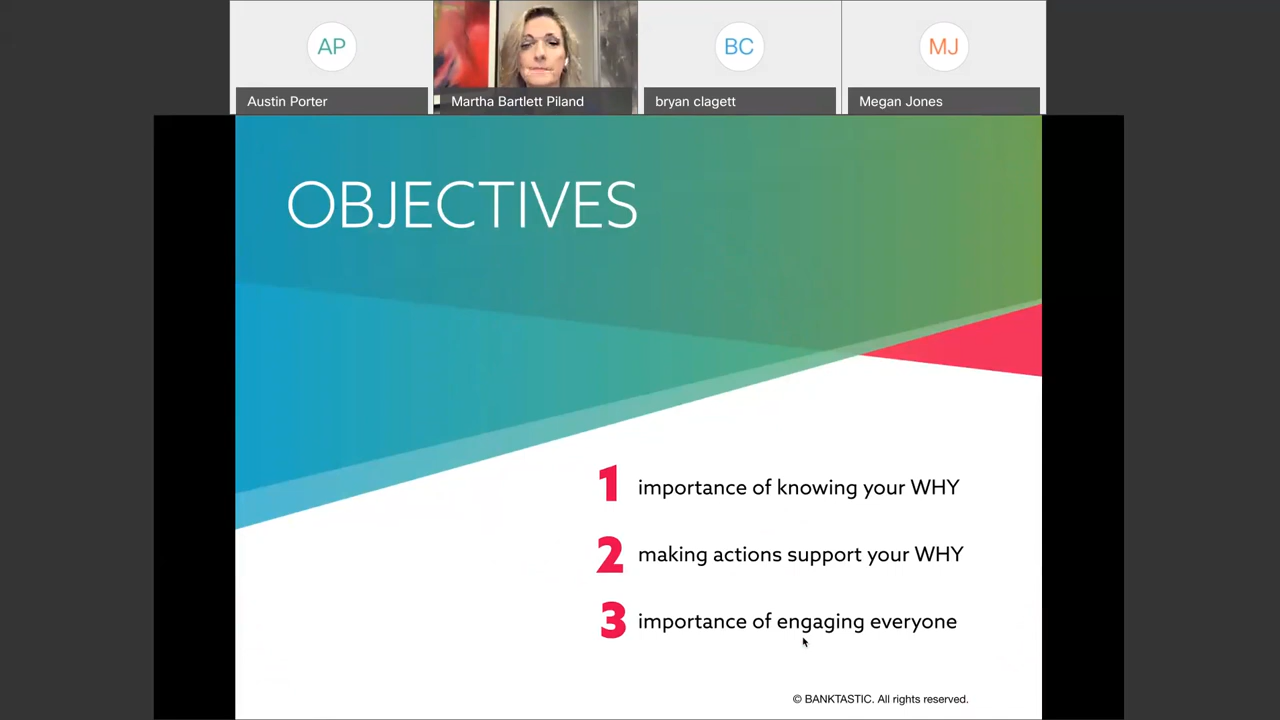 AP
BC
MJ
Austin Porter
Martha Bartlett Piland
bryan clagett
Megan Jones
OBJECTIVES
1 importance of knowing your WHY
2 making actions support your WHY
3 importance of engaging everyone
© BANKTASTIC. All rights reserved.